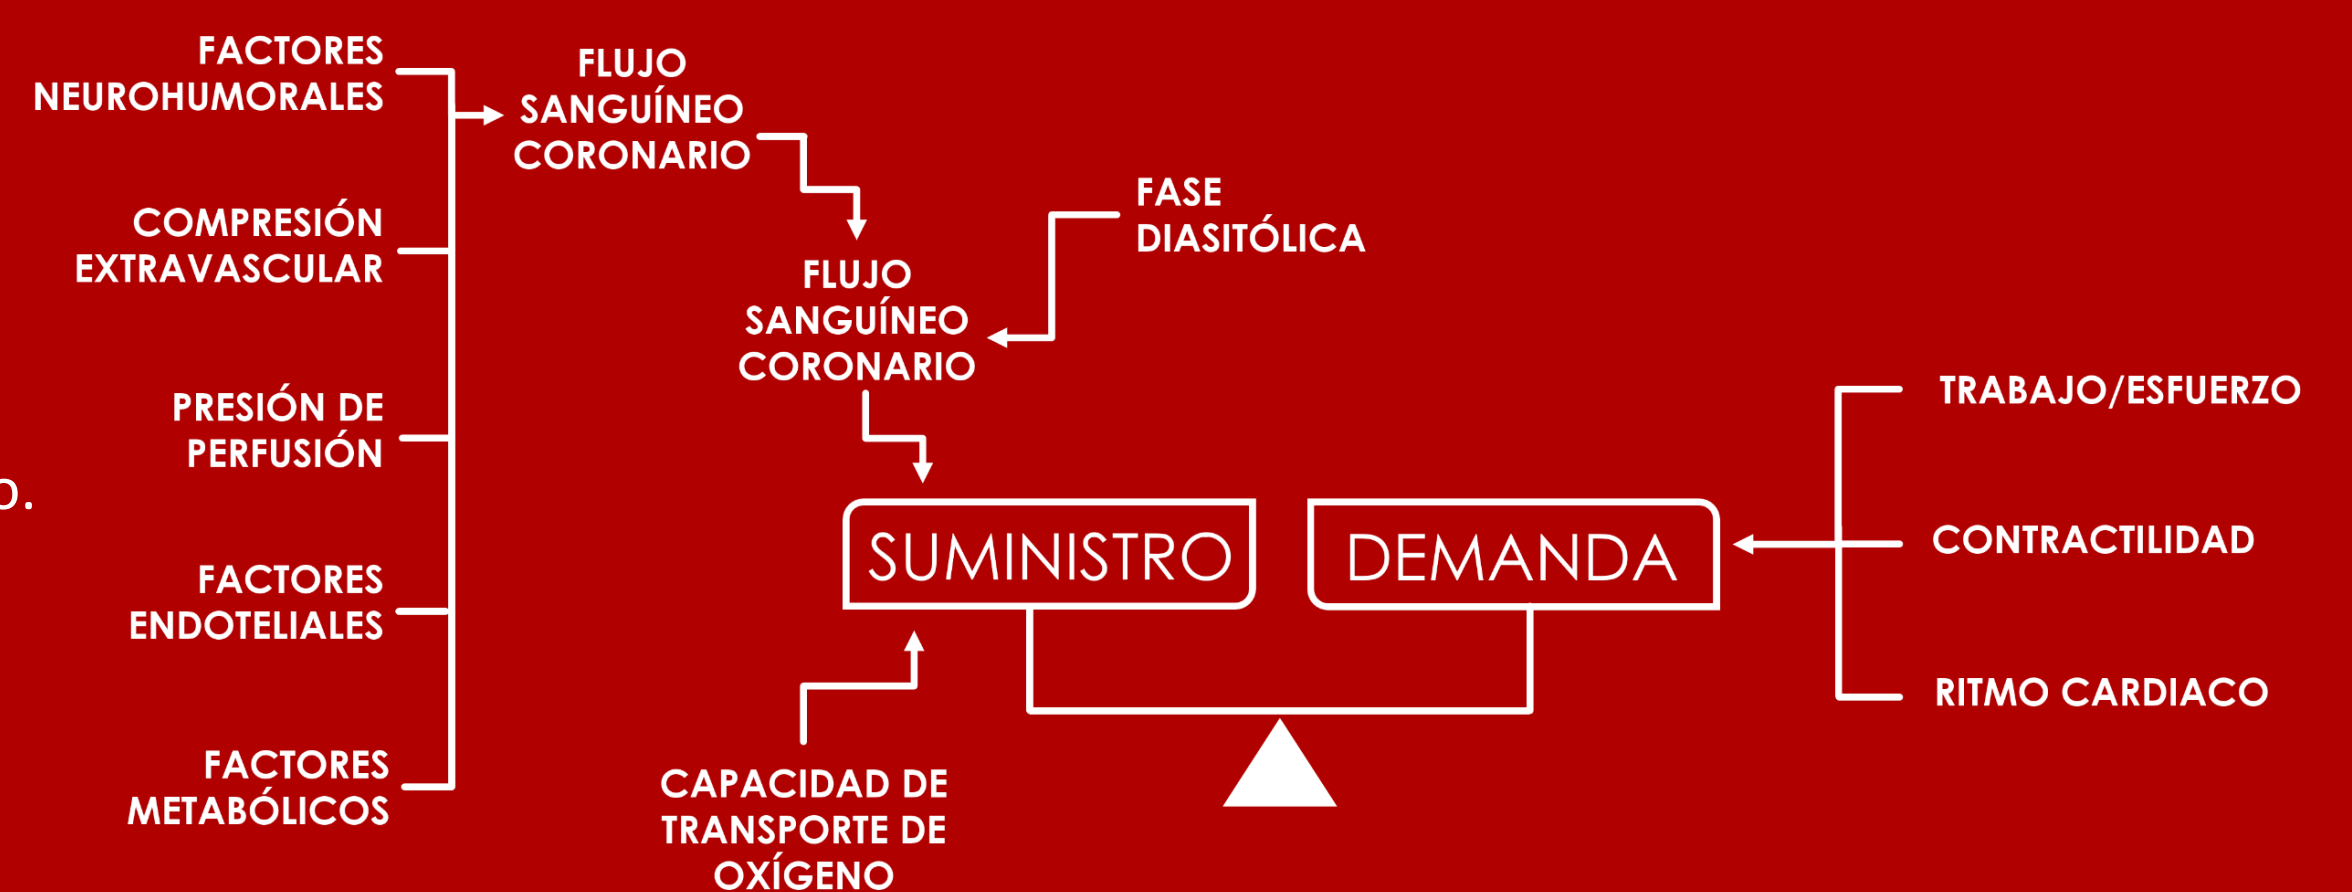 FACTORES
NEUROHUMORALES
COMPRESIÓN
EXTRAVASCULAR
PRESIÓN DE
PERFUSIÓN
o.
FACTORES
ENDOTELIALES
FACTORES
METABÓLICOS
FLUJO
SANGUÍNEO
CORONARIO
FLUJO
SANGUÍNEO
CORONARIO
FASE
DIASITÓLICA
SUMINISTRO
DEMANDA
CAPACIDAD DE
TRANSPORTE DE
OXÍGENO
TRABAJO/ESFUERZO
CONTRACTILIDAD
RITMO CARDIACO